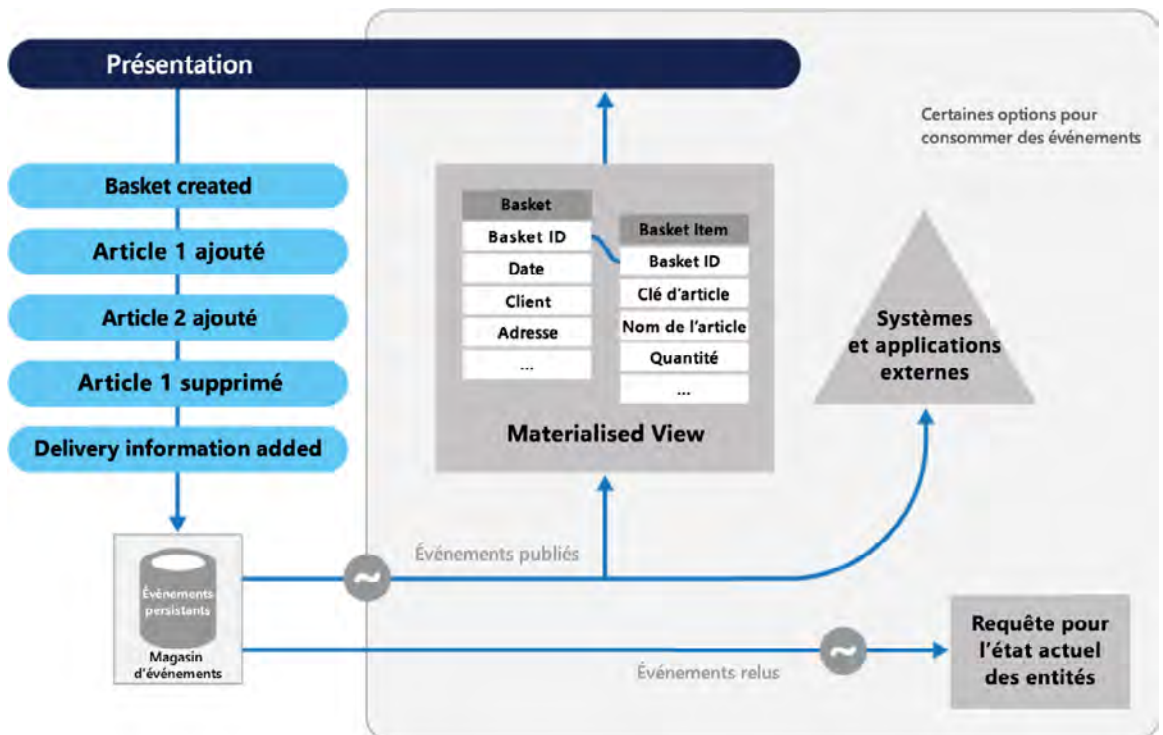 Présentation
Certaines options pour
consommer des événements
Basket created
Article 1 ajouté
Article 2 ajouté
Article 1 supprimé
Delivery information added
Basket
Basket ID
Date
Client
Adresse
...
Basket Item
Basket ID
Clé d'article
Nom de l'article
Quantité
...
Materialised View
Systèmes
et applications
externes
Événements publiés
Évènements
persistants
Magasin
d'événements
Événements relus
Requête pour
l'état actuel
des entités